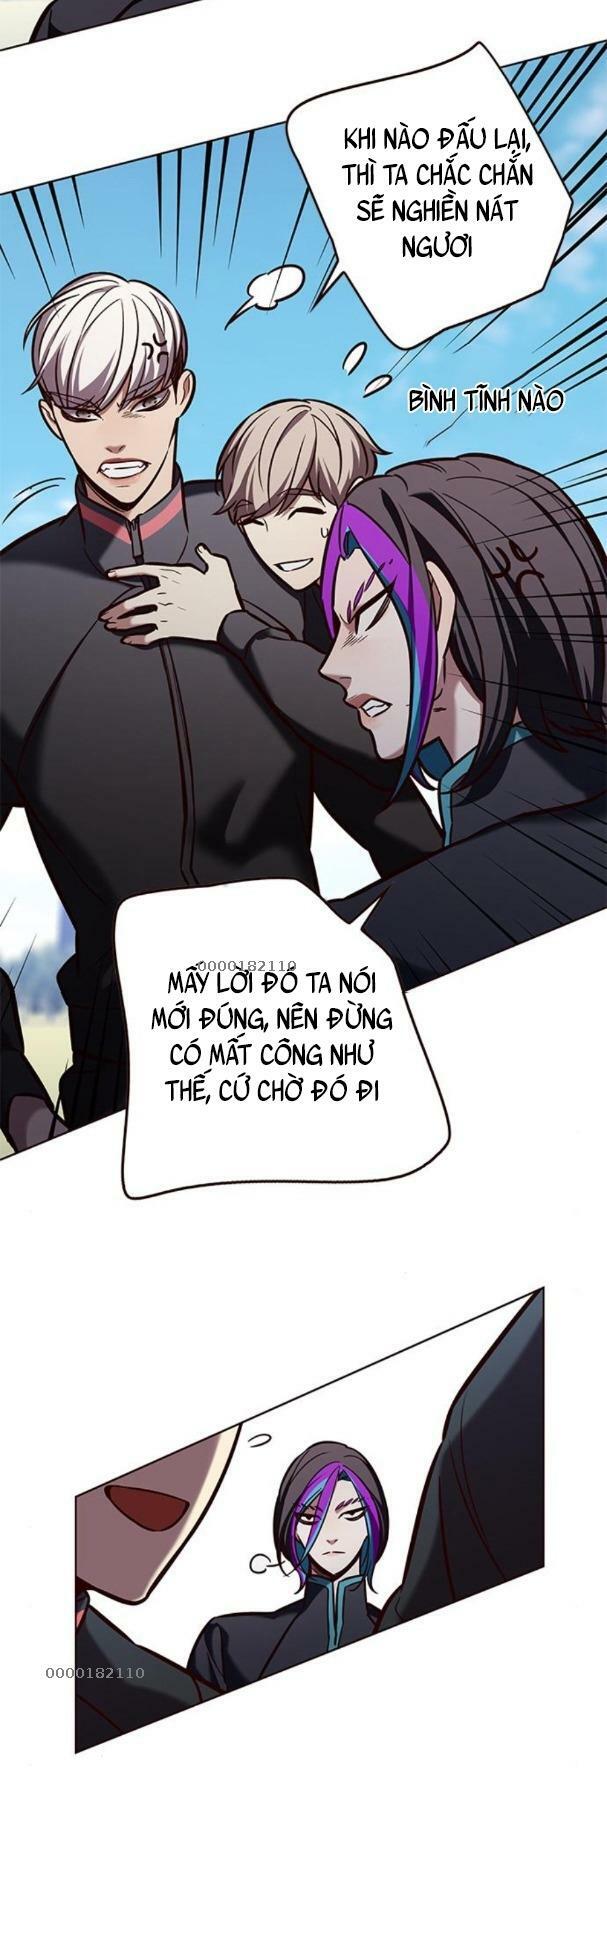 KHI NÀO ĐẤU LẠI,
THÌ TA CHẮC CHẮN
SẼ NGHIỀN NÁT
NGƯƠI
BÌNH TĨNH NÀO
0000182110
MẤY LỜI ĐÓ TA NÓI
MỚI ĐÚNG, NÊN ĐỪNG
CÓ MẤT CÔNG NHƯ
THẾ, CỨ CHỜ ĐÓ ĐI
0000182110